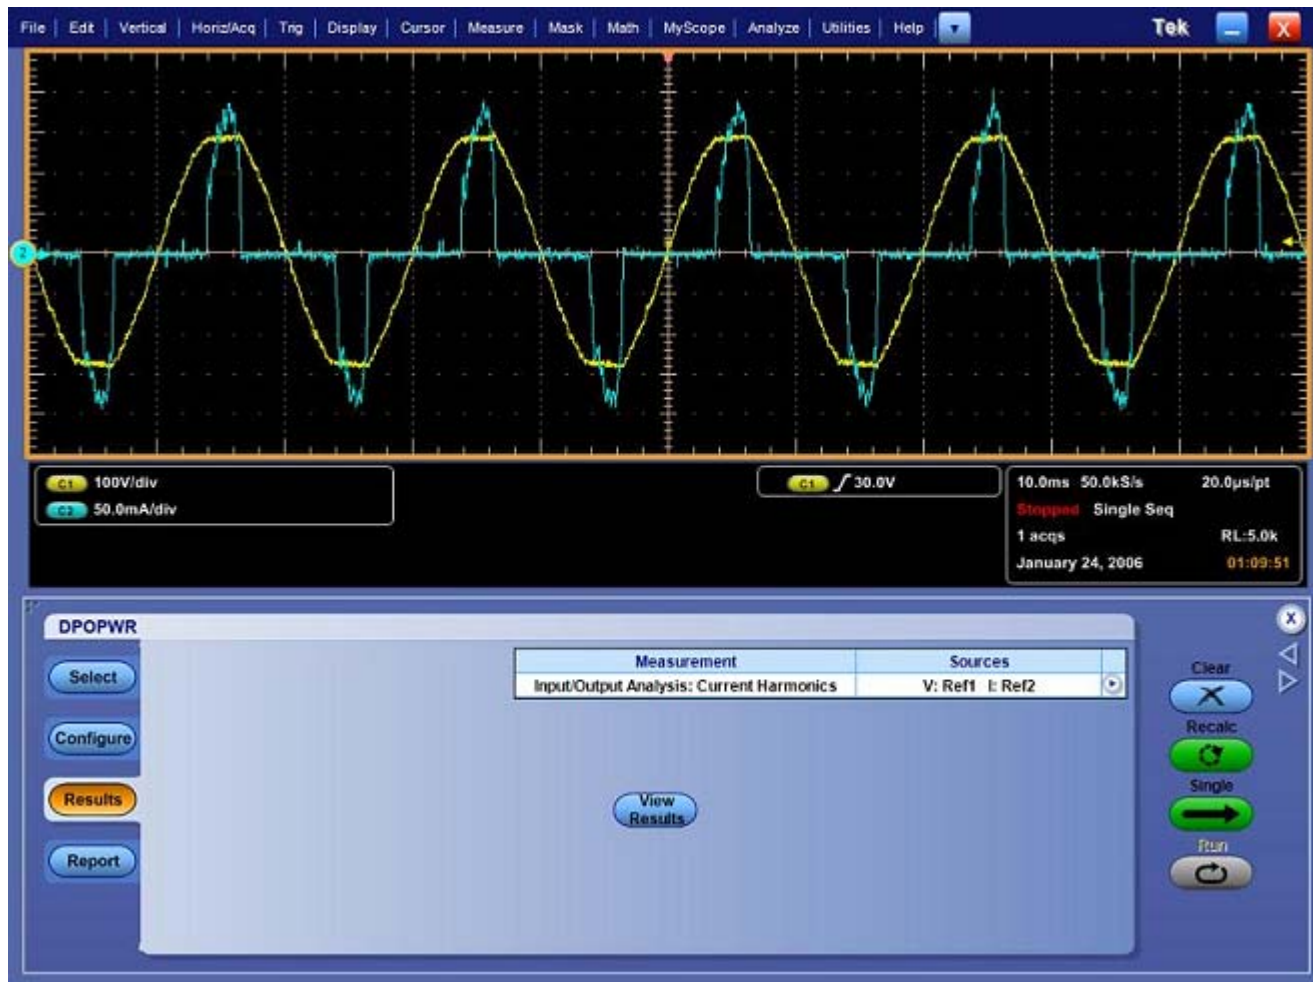 File | Edit | Vertical | Horiz/Acq | Trig | Display | Cursor | Measure | Mask | Math | MyScope | Analyze | Utilities | Help | Tek X
2
C1 100V/div
C2 50.0mA/div
C1 30.0V
10.0ms 50.0kS/s 20.0µs/pt
Stopped Single Seq
1 acqs RL:5.0k
January 24, 2006 01:09:51
DPOPWR X
Select
Configure
Results
Report
Measurement Sources
Input/Output Analysis: Current Harmonics V: Ref1 I: Ref2
View
Results
Clear
Recalc
Single
Run